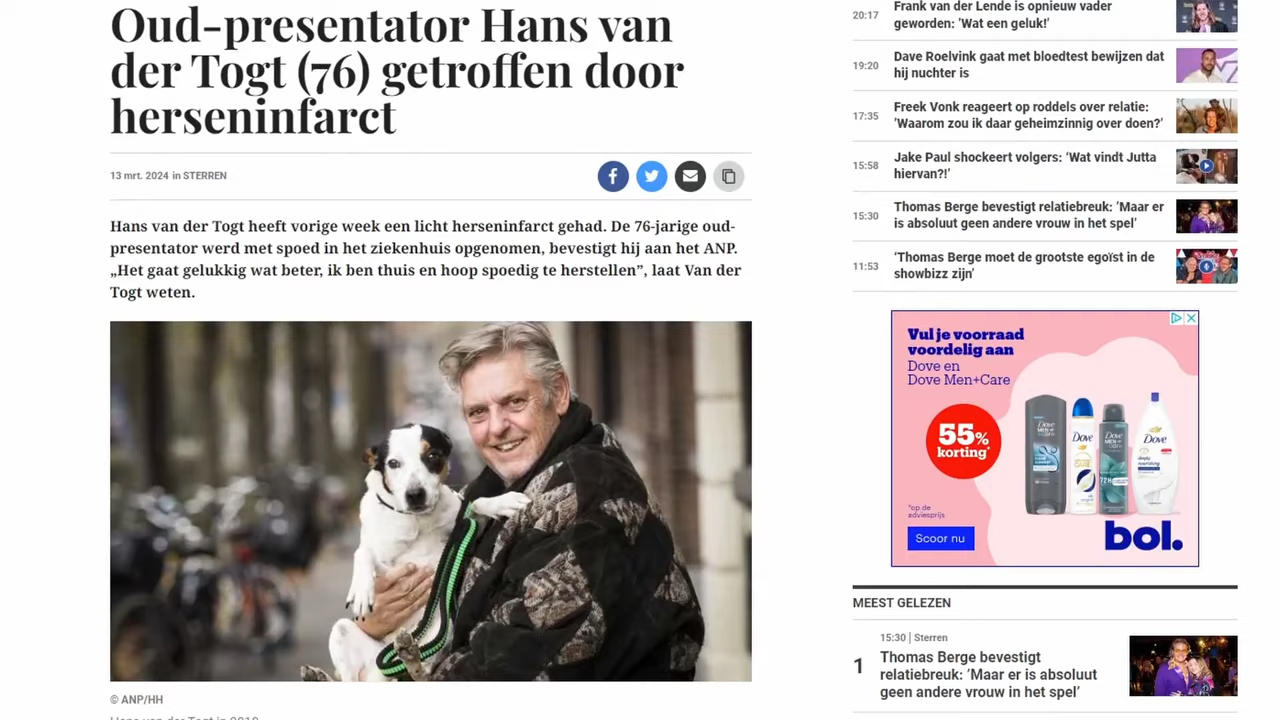 Oud-presentator Hans van
der Togt (76) getroffen door
herseninfarct
13 mrt. 2024 in STERREN
Hans van der Togt heeft vorige week een licht herseninfarct gehad. De 76-jarige oud-
presentator werd met spoed in het ziekenhuis opgenomen, bevestigt hij aan het ANP.
„Het gaat gelukkig wat beter, ik ben thuis en hoop spoedig te herstellen”, laat Van der
Togt weten.
© ANP/HH
20:17
Frank van der Lende is opnieuw vader
geworden: ‘Wat een geluk!’
19:20
Dave Roelvink gaat met bloedtest bewijzen dat
hij nuchter is
17:35
Freek Vonk reageert op roddels over relatie:
‘Waarom zou ik daar geheimzinnig over doen?’
15:58
Jake Paul shockeert volgers: ‘Wat vindt Jutta
hiervan?!’
15:30
Thomas Berge bevestigt relatiebreuk: ‘Maar er
is absoluut geen andere vrouw in het spel’
11:53
‘Thomas Berge moet de grootste egoïst in de
showbizz zijn’
Vul je voorraad
voordelig aan
Dove en
Dove Men+Care
55%
korting*
Dove
Dove
Dove
Dove
72H
*op de
adviesprijs
Scoor nu
bol.
MEEST GELEZEN
15:30 | Sterren
1
Thomas Berge bevestigt
relatiebreuk: ‘Maar er is absoluut
geen andere vrouw in het spel’